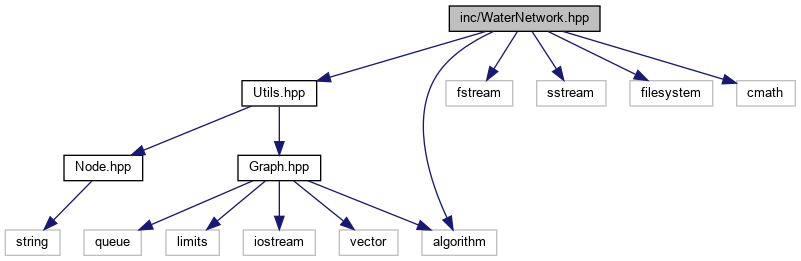 inc/WaterNetwork.hpp
Utils.hpp
fstream
sstream
filesystem
cmath
Node.hpp
Graph.hpp
string
queue
limits
iostream
vector
algorithm